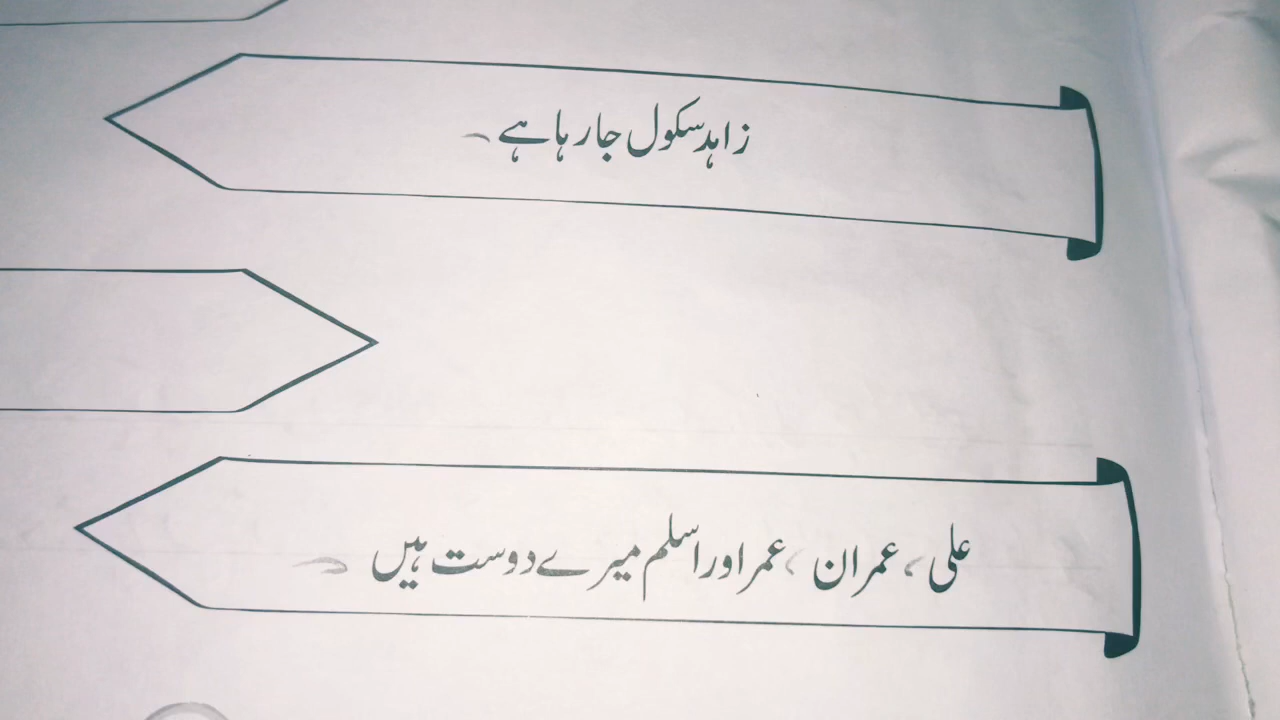 زاہد سکول جا رہا ہے ۔
علی ، عمران ، عمر اور اسلم میرے دوست ہیں ۔